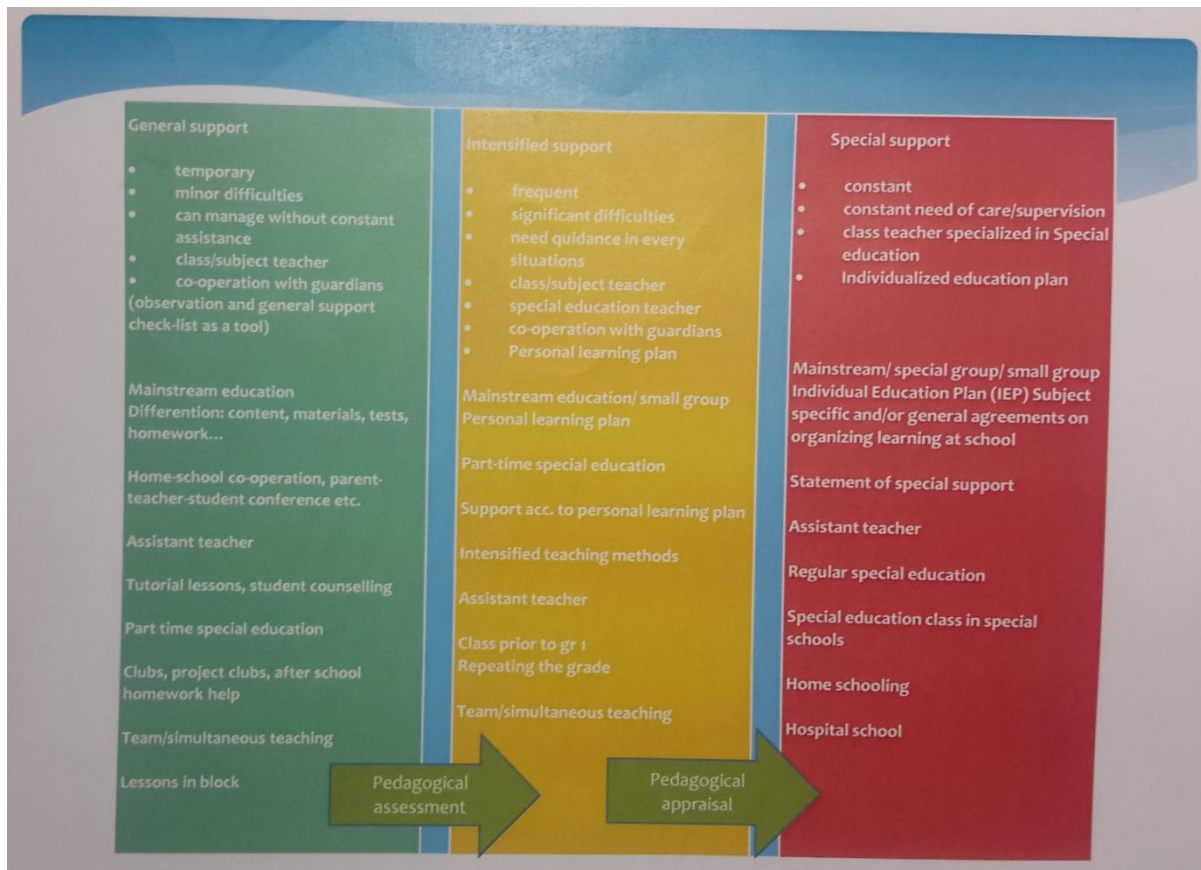 General support
• temporary
• minor difficulties
• can manage without constant
assistance
• class/subject teacher
• co-operation with guardians
(observation and general support
check-list as a tool)
Mainstream education
Differention: content, materials, tests,
homework...
Home-school co-operation, parent-
teacher-student conference etc.
Assistant teacher
Tutorial lessons, student counselling
Part time special education
Clubs, project clubs, after school
homework help
Team/simultaneous teaching
Lessons in block
Pedagogical
assessment
Intensified support
• frequent
• significant difficulties
• need quidance in every
situations
• class/subject teacher
• special education teacher
• co-operation with guardians
• Personal learning plan
Mainstream education/ small group
Personal learning plan
Part-time special education
Support acc. to personal learning plan
Intensified teaching methods
Assistant teacher
Class prior to gr 1
Repeating the grade
Team/simultaneous teaching
Pedagogical
appraisal
Special support
• constant
• constant need of care/supervision
• class teacher specialized in Special
education
• Individualized education plan
Mainstream/ special group/ small group
Individual Education Plan (IEP) Subject
specific and/or general agreements on
organizing learning at school
Statement of special support
Assistant teacher
Regular special education
Special education class in special
schools
Home schooling
Hospital school